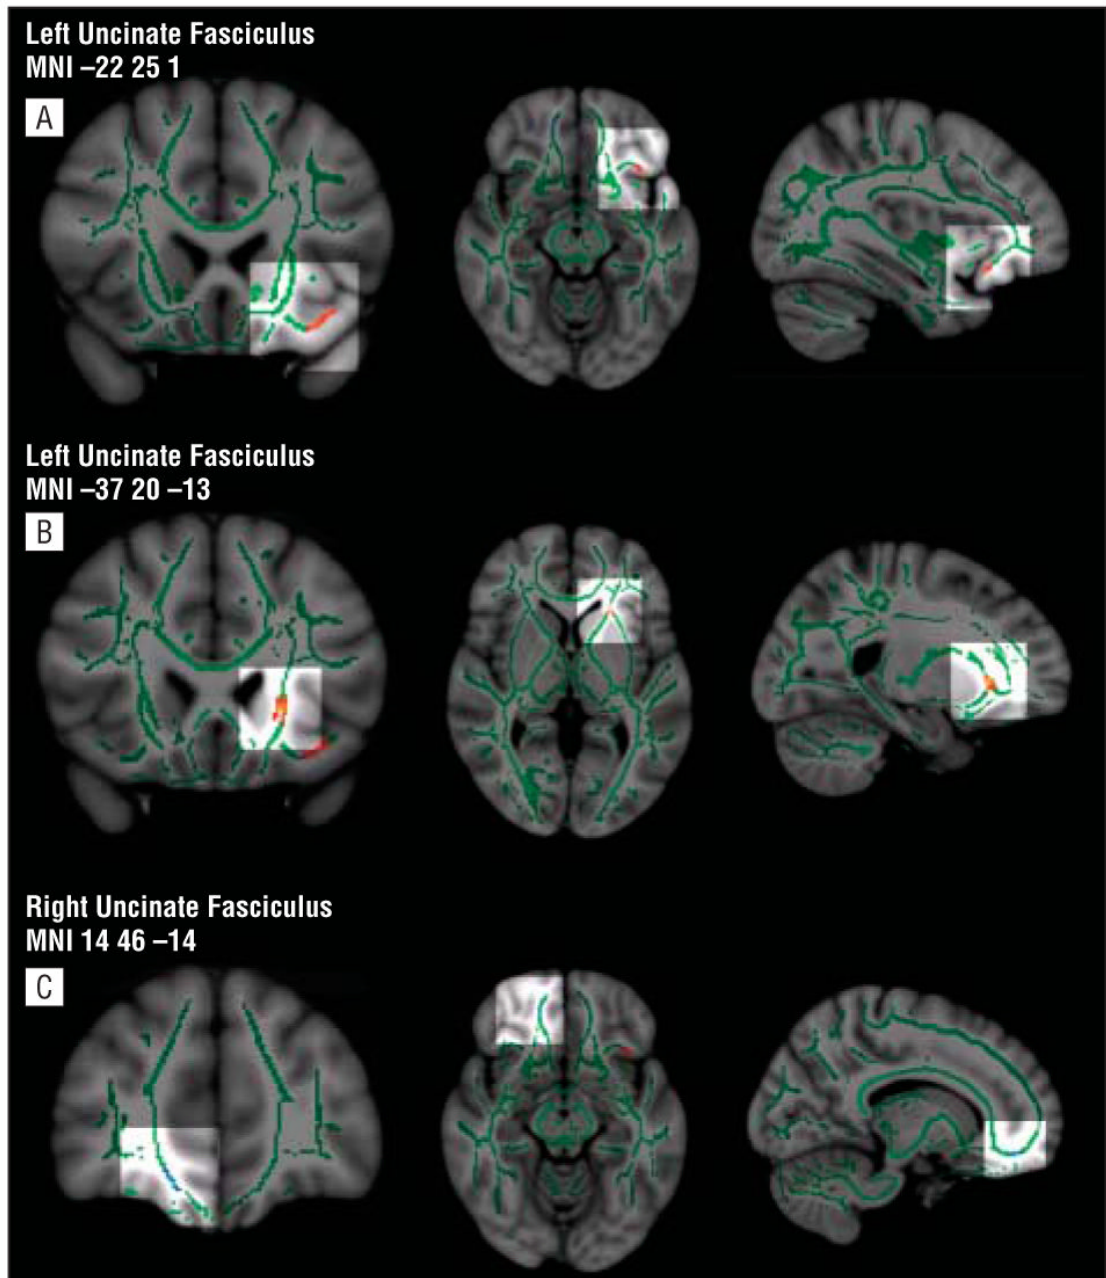 Left Uncinate Fasciculus
MNI –22 25 1
A
Left Uncinate Fasciculus
MNI –37 20 –13
B
Right Uncinate Fasciculus
MNI 14 46 –14
C